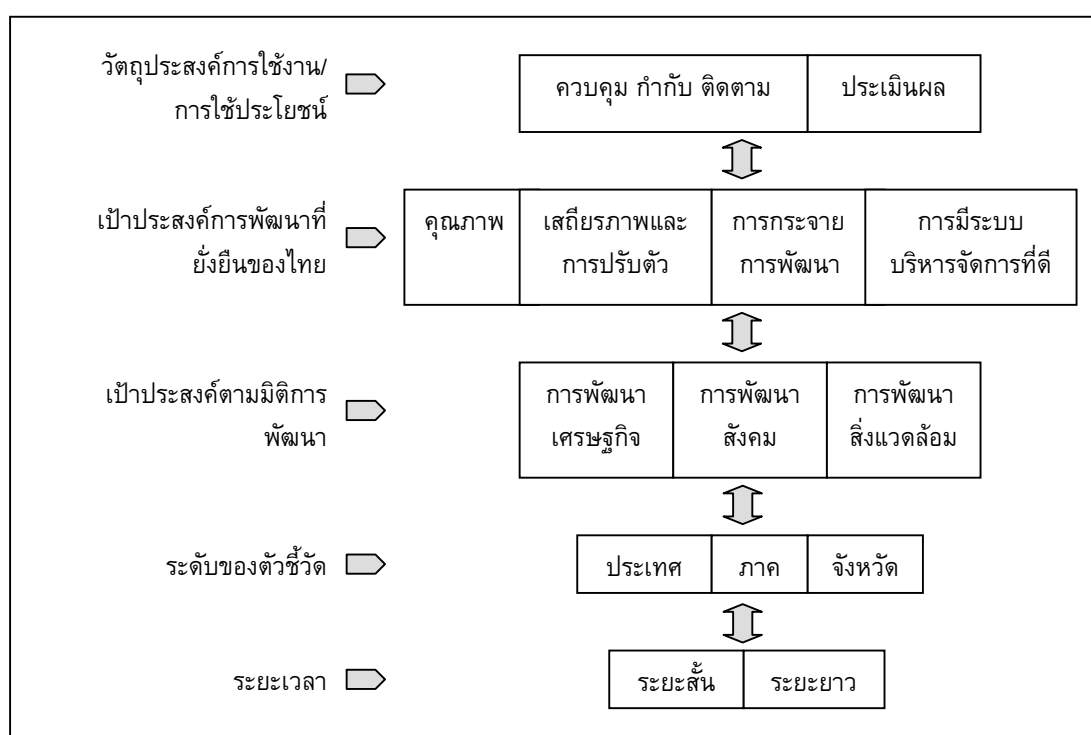 วัตถุประสงค์การใช้งาน/
การใช้ประโยชน์
ควบคุม กำกับ ติดตาม
ประเมินผล
เป้าประสงค์การพัฒนาที่
ยั่งยืนของไทย
คุณภาพ
เสถียรภาพและ
การปรับตัว
การกระจาย
การพัฒนา
การมีระบบ
บริหารจัดการที่ดี
เป้าประสงค์ตามมิติการ
พัฒนา
การพัฒนา
เศรษฐกิจ
การพัฒนา
สังคม
การพัฒนา
สิ่งแวดล้อม
ระดับของตัวชี้วัด
ประเทศ
ภาค
จังหวัด
ระยะเวลา
ระยะสั้น
ระยะยาว